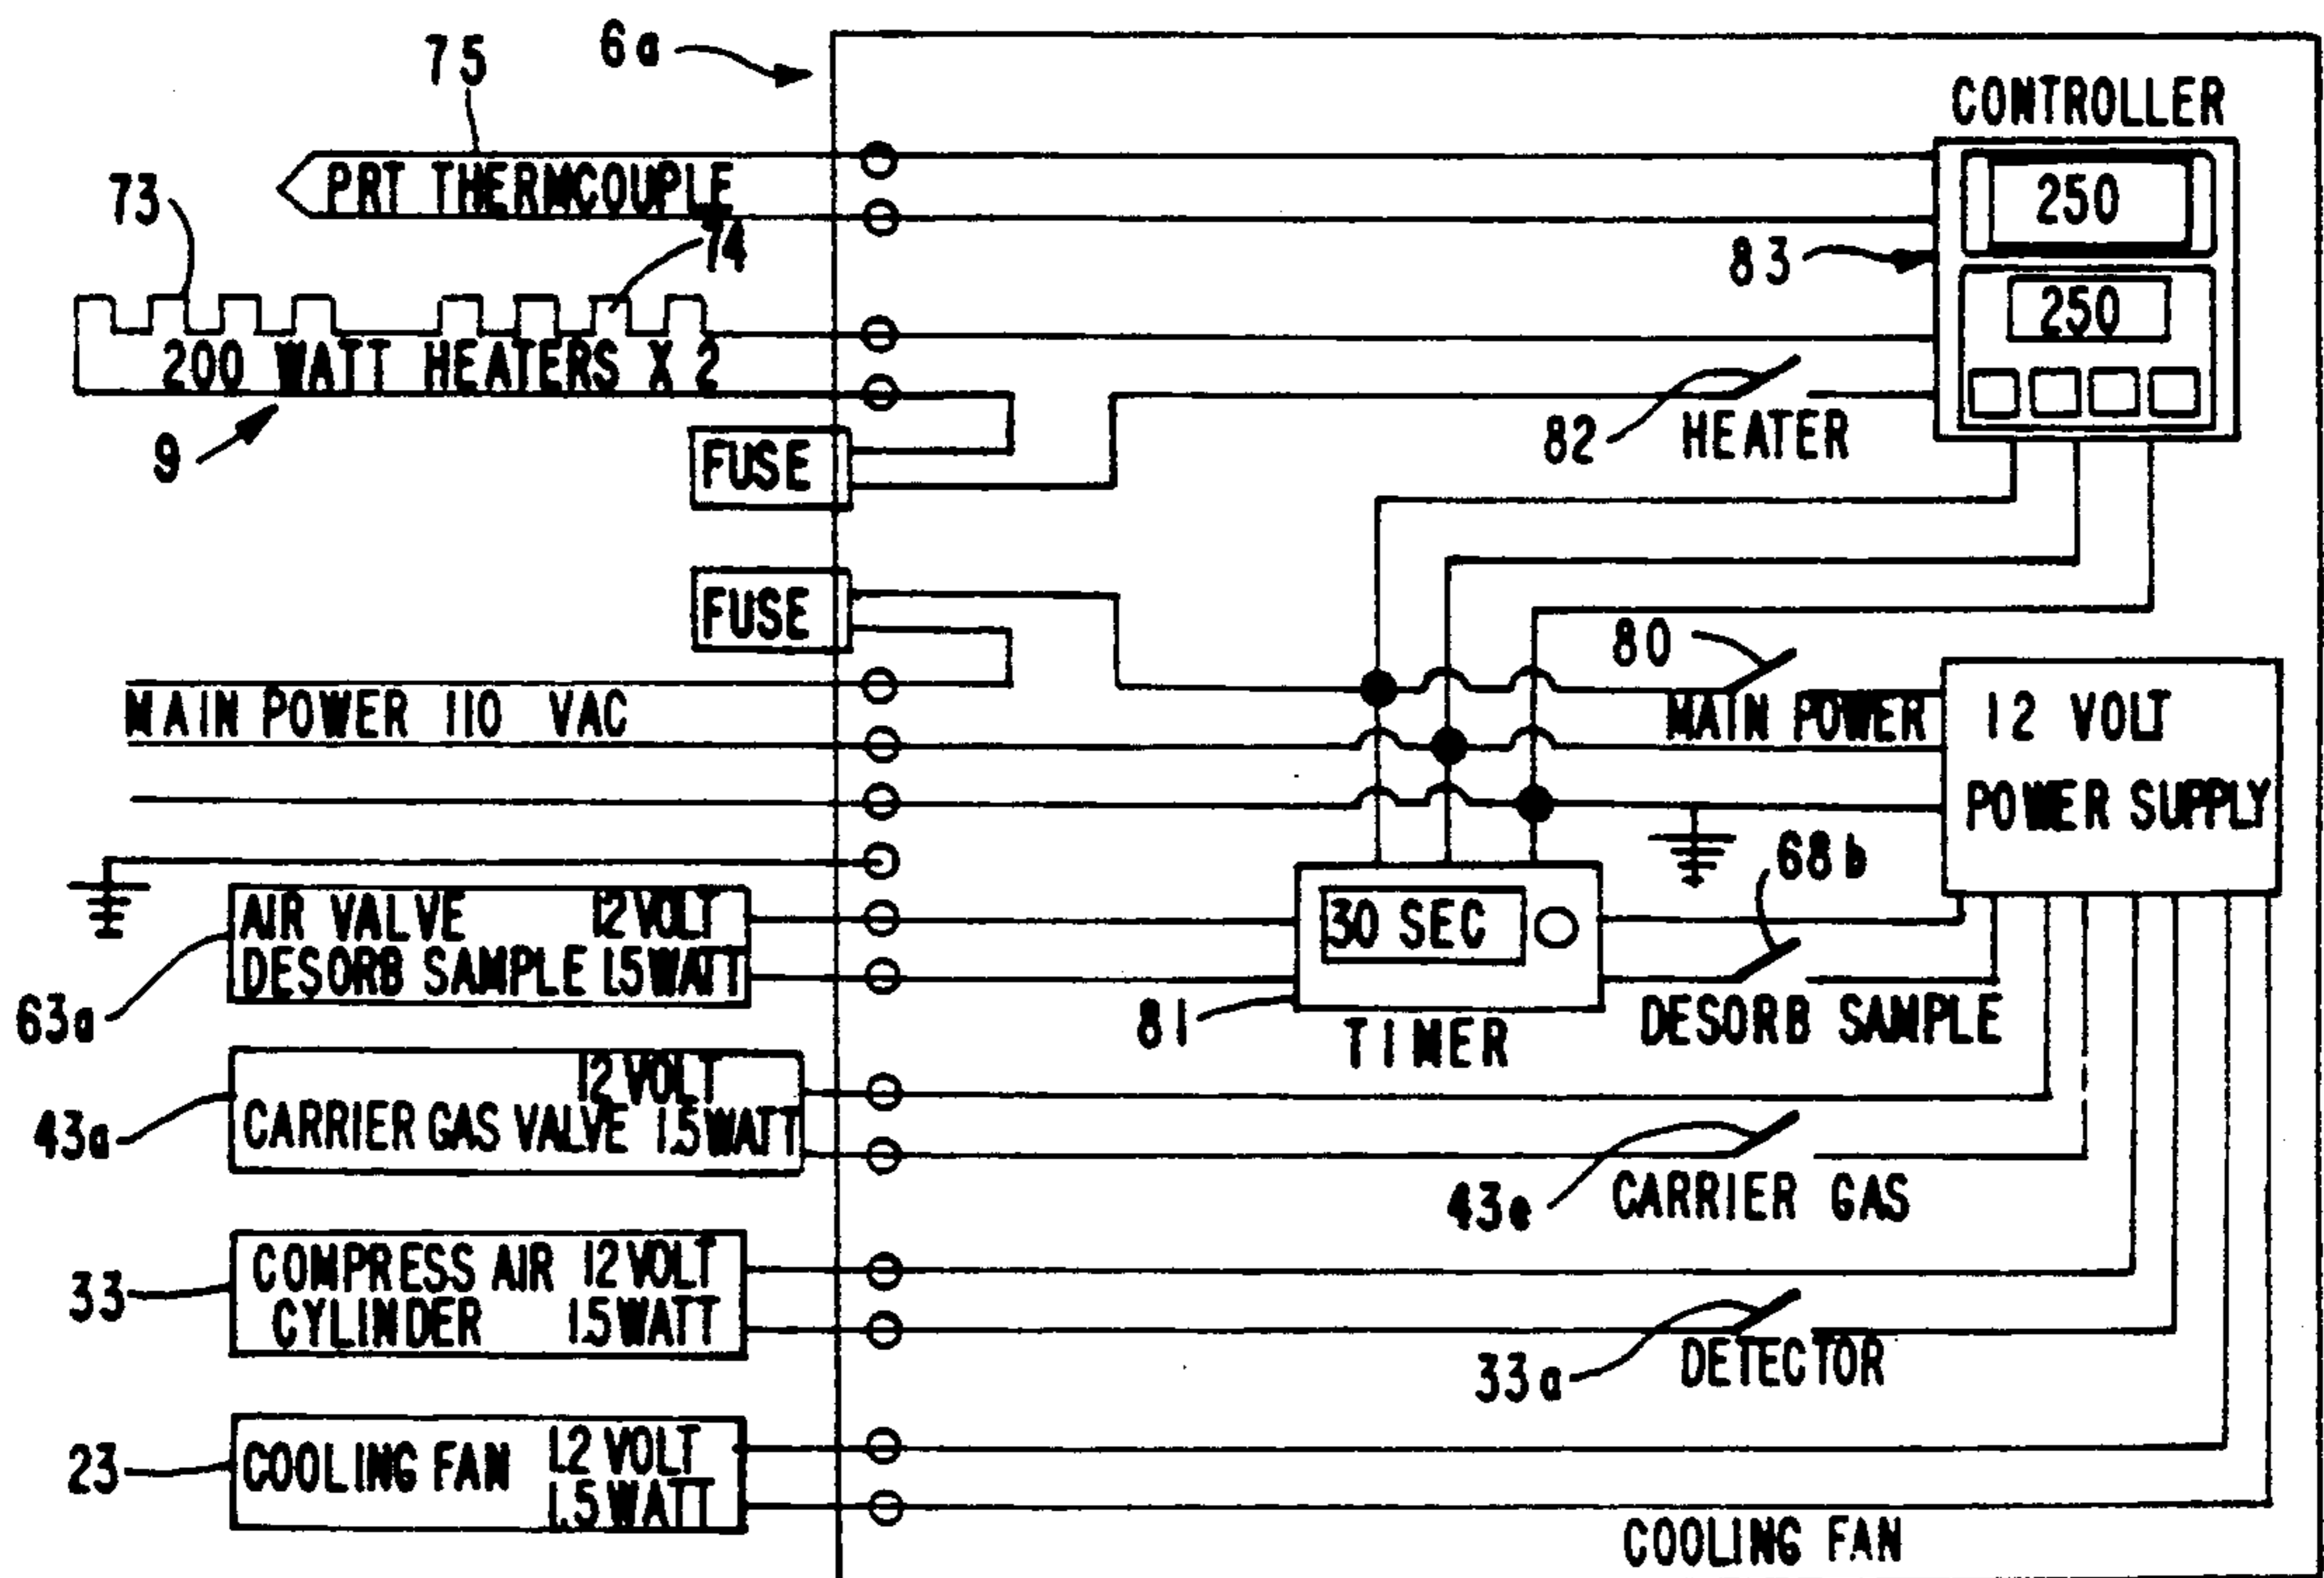 6a
75
CONTROLLER
PRT THERMCOUPLE
250
73
74
83
250
200 WATT HEATERS X 2
82
HEATER
9
FUSE
FUSE
80
MAIN POWER 110 VAC
MAIN POWER
12 VOLT
POWER SUPPLY
68b
AIR VALVE 12 VOLT
DESORB SAMPLE 1.5 WATT
30 SEC
63a
81
TIMER
DESORB SAMPLE
12 VOLT
CARRIER GAS VALVE 1.5 WATT
43a
43e
CARRIER GAS
COMPRESS AIR 12 VOLT
CYLINDER 1.5 WATT
33
33a
DETECTOR
COOLING FAN 12 VOLT
1.5 WATT
23
COOLING FAN